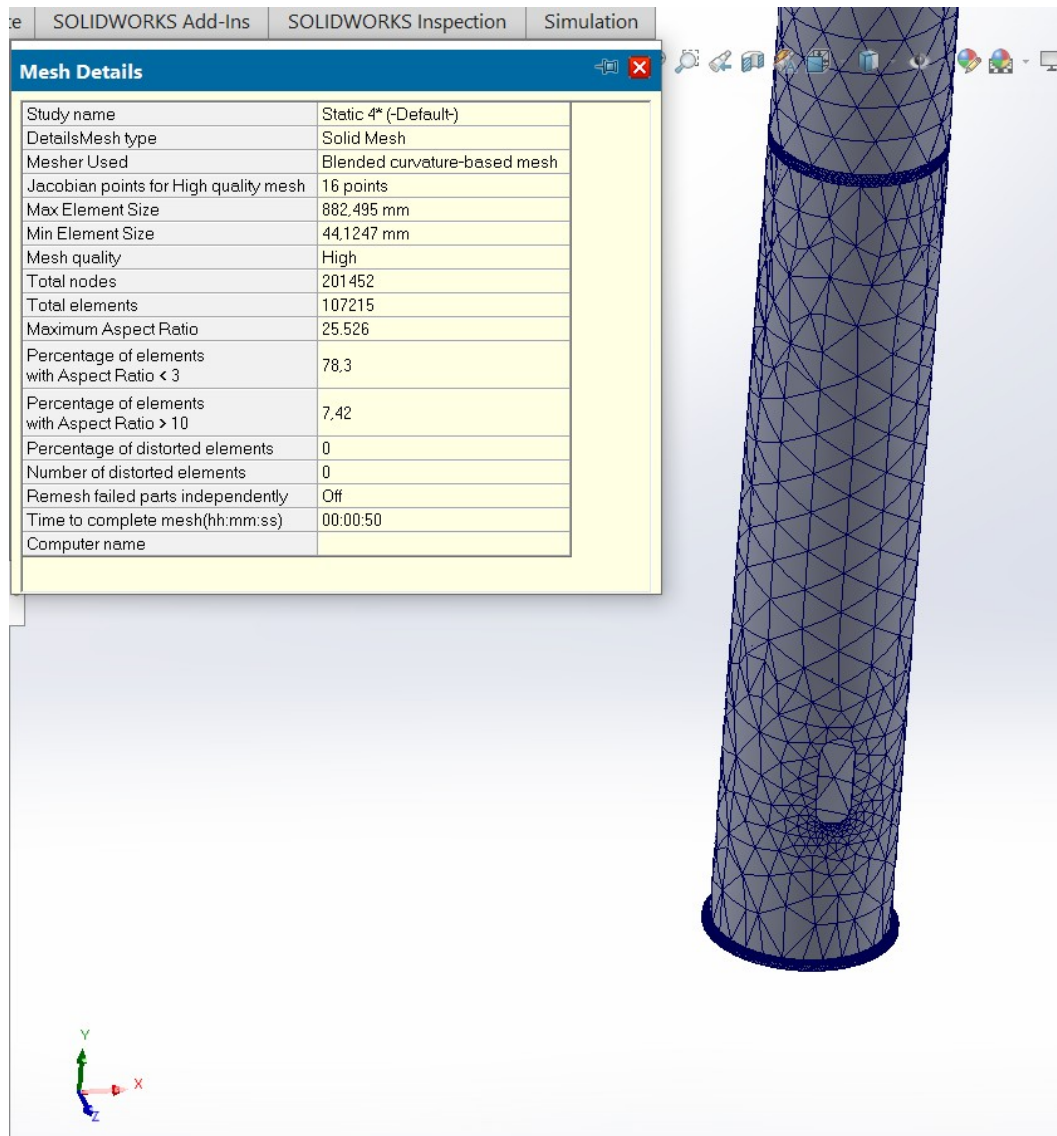 te SOLIDWORKS Add-Ins SOLIDWORKS Inspection Simulation
Mesh Details
Study name Static 4* (-Default-)
DetailsMesh type Solid Mesh
Mesher Used Blended curvature-based mesh
Jacobian points for High quality mesh 16 points
Max Element Size 882,495 mm
Min Element Size 44,1247 mm
Mesh quality High
Total nodes 201452
Total elements 107215
Maximum Aspect Ratio 25.526
Percentage of elements
with Aspect Ratio < 3 78,3
Percentage of elements
with Aspect Ratio > 10 7,42
Percentage of distorted elements 0
Number of distorted elements 0
Remesh failed parts independently Off
Time to complete mesh(hh:mm:ss) 00:00:50
Computer name
Y
X
Z